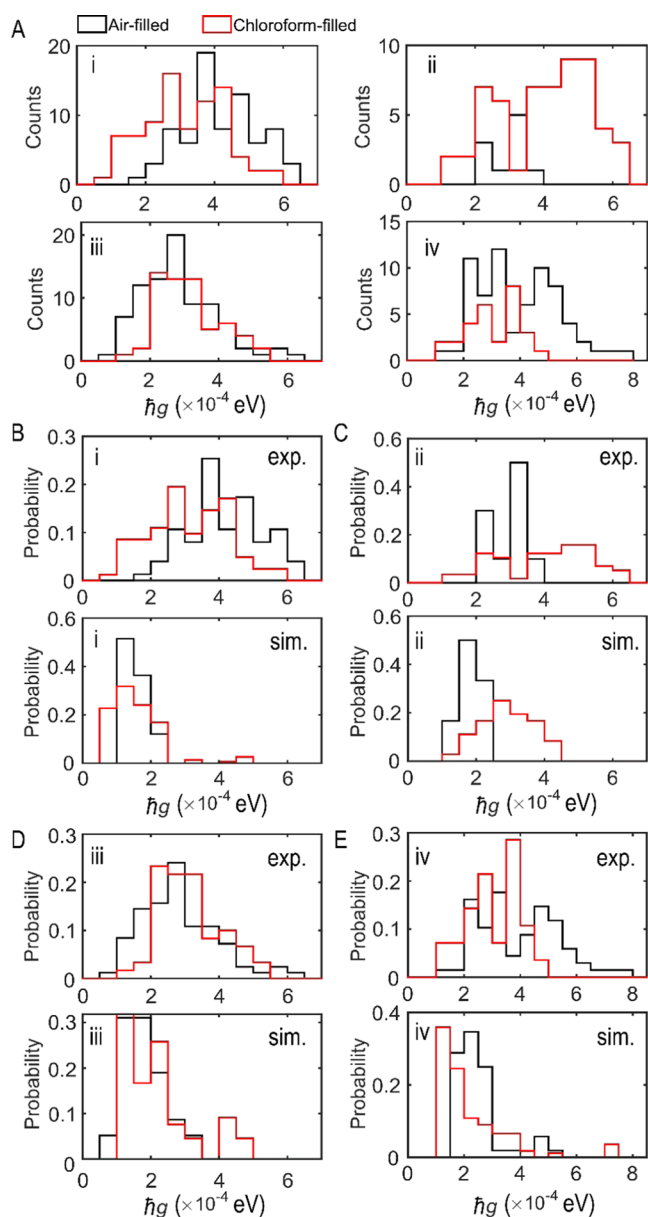 Air-filled Chloroform-filled
A
i ii
20 10
10 5
0 0
Counts Counts
0 2 4 6 0 2 4 6
iii iv
20 15
10 10
5
0 0
Counts Counts
0 2 4 6 0 2 4 6 8
ħg (×10⁻⁴ eV) ħg (×10⁻⁴ eV)
B C
i exp. ii exp.
0.3 0.6
0.2 0.4
0.1 0.2
0 0
Probability Probability
0 2 4 6 0 2 4 6
i sim. ii sim.
0.6 0.6
0.4 0.4
0.2 0.2
0 0
Probability Probability
0 2 4 6 0 2 4 6
ħg (×10⁻⁴ eV) ħg (×10⁻⁴ eV)
D E
iii exp. iv exp.
0.3 0.3
0.2 0.2
0.1 0.1
0 0
Probability Probability
0 2 4 6 0 2 4 6 8
iii sim. iv sim.
0.3 0.4
0.2 0.2
0.1
0 0
Probability Probability
0 2 4 6 0 2 4 6 8
ħg (×10⁻⁴ eV) ħg (×10⁻⁴ eV)